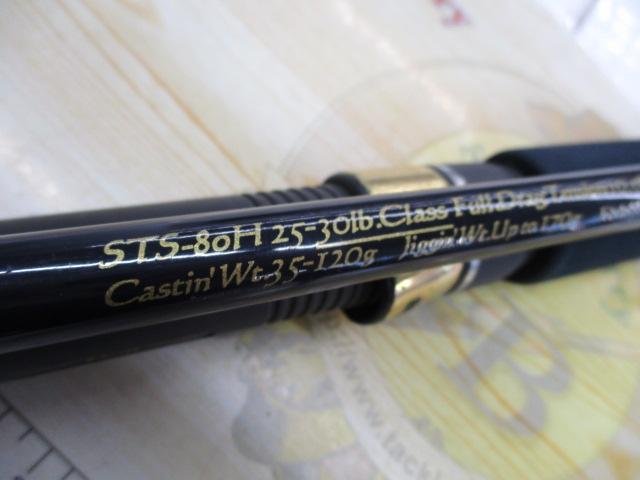 STS-80H 25-30lb.Class Full Drag
Castin' Wt.35-120g Jiggin' Wt.Up to 170g